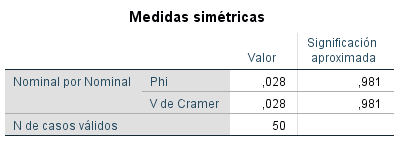 Medidas simétricas
Valor Significación aproximada
Nominal por Nominal Phi ,028 ,981
V de Cramer ,028 ,981
N de casos válidos 50